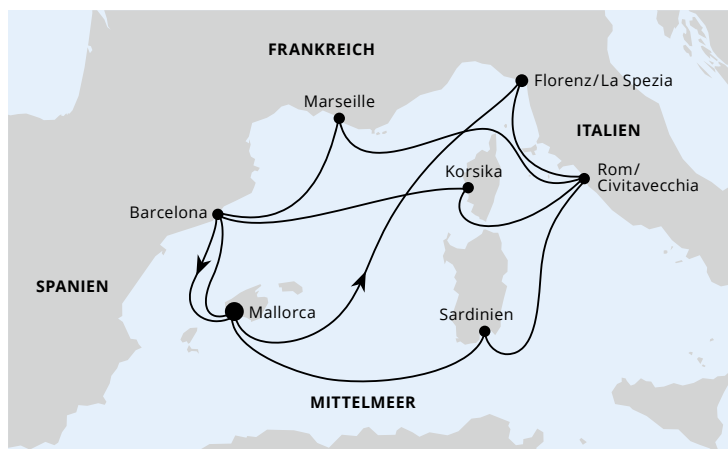 FRANKREICH
Florenz/La Spezia
Marseille
ITALIEN
Korsika
Rom/
Civitavecchia
Barcelona
SPANIEN
Mallorca
Sardinien
MITTELMEER